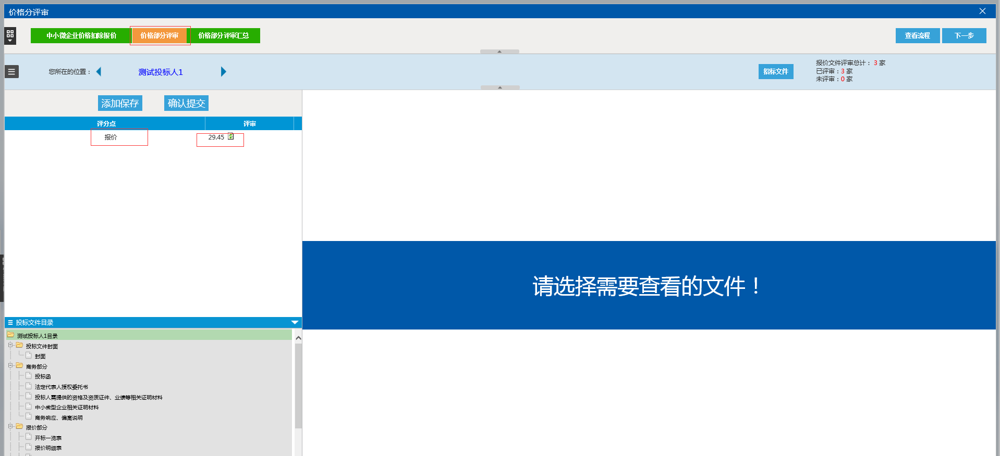 价格分评审
中小微企业价格扣除报价 价格部分评审 价格部分评审汇总 查看流程 下一步
您所在的位置： 测试投标人1 招标文件
报价文件评审总计： 3 家
已评审：3 家
未评审：0 家
添加保存 确认提交
评分点 评审
报价 29.45
请选择需要查看的文件！
投标文件目录
测试投标人1目录
投标文件封面
封面
商务部分
投标函
法定代表人授权委托书
投标人需提供的资格及资质证件、业绩等相关证明材料
中小微型企业相关证明材料
商务响应、偏离说明
报价部分
开标一览表
报价明细表